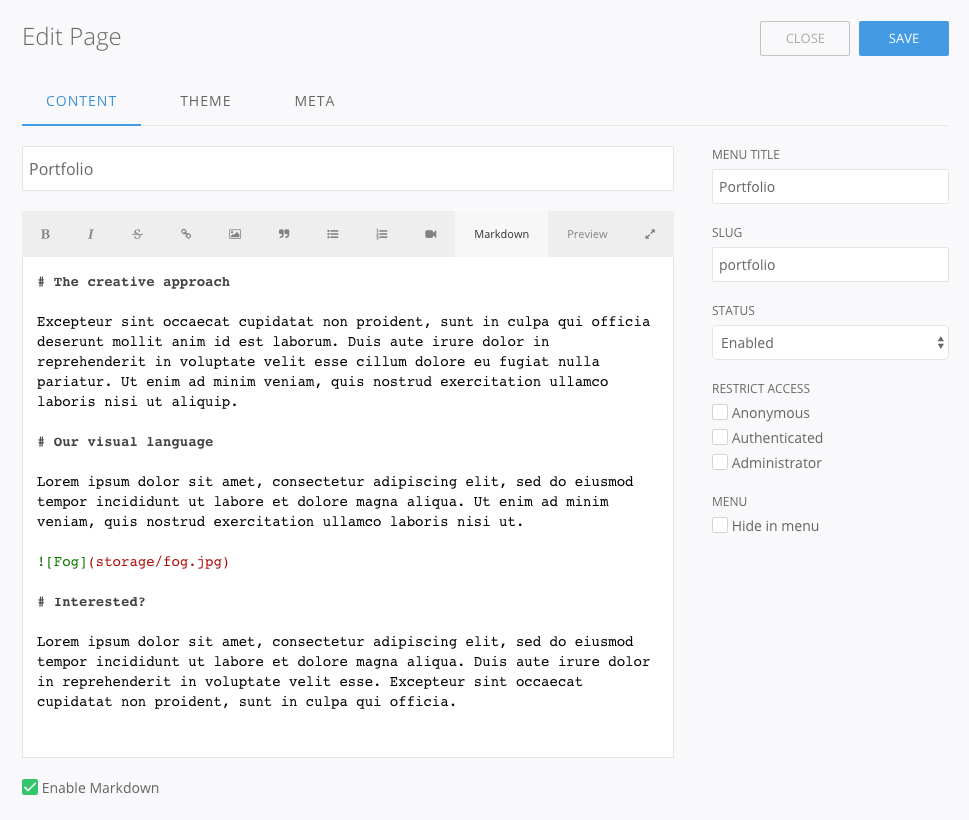 Edit Page
CLOSE
SAVE
CONTENT
THEME
META
Portfolio
B
I
S
Markdown
Preview
# The creative approach
Excepteur sint occaecat cupidatat non proident, sunt in culpa qui officia
deserunt mollit anim id est laborum. Duis aute irure dolor in
reprehenderit in voluptate velit esse cillum dolore eu fugiat nulla
pariatur. Ut enim ad minim veniam, quis nostrud exercitation ullamco
laboris nisi ut aliquip.
# Our visual language
Lorem ipsum dolor sit amet, consectetur adipiscing elit, sed do eiusmod
tempor incididunt ut labore et dolore magna aliqua. Ut enim ad minim
veniam, quis nostrud exercitation ullamco laboris nisi ut.
![Fog](storage/fog.jpg)
# Interested?
Lorem ipsum dolor sit amet, consectetur adipiscing elit, sed do eiusmod
tempor incididunt ut labore et dolore magna aliqua. Duis aute irure dolor
in reprehenderit in voluptate velit esse. Excepteur sint occaecat
cupidatat non proident, sunt in culpa qui officia.
Enable Markdown
MENU TITLE
Portfolio
SLUG
portfolio
STATUS
Enabled
RESTRICT ACCESS
Anonymous
Authenticated
Administrator
MENU
Hide in menu